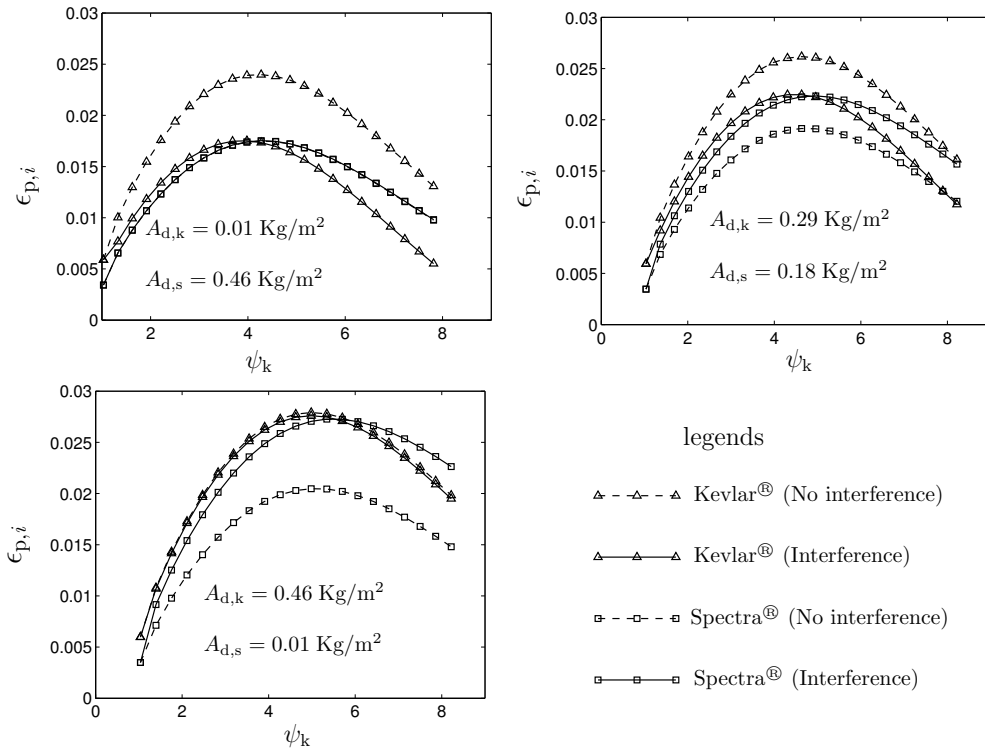 0.03
0.025
0.02
0.015
0.01
0.005
0
2
4
6
8
ϵp,i
ψk
Ad,k = 0.01 Kg/m²
Ad,s = 0.46 Kg/m²
0.03
0.025
0.02
0.015
0.01
0.005
0
0
2
4
6
8
ϵp,i
ψk
Ad,k = 0.29 Kg/m²
Ad,s = 0.18 Kg/m²
0.03
0.025
0.02
0.015
0.01
0.005
0
0
2
4
6
8
ϵp,i
ψk
Ad,k = 0.46 Kg/m²
Ad,s = 0.01 Kg/m²
legends
Kevlar® (No interference)
Kevlar® (Interference)
Spectra® (No interference)
Spectra® (Interference)